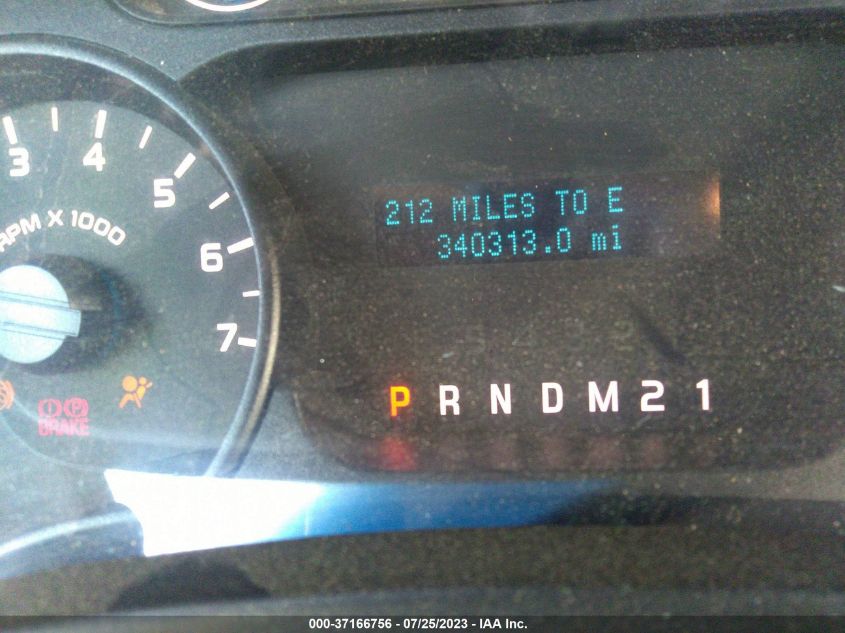 3 4 5 6 7
RPM X 1000
212 MILES TO E
340313.0 mi
P R N D M 2 1
BRAKE
000-37166756 - 07/25/2023 - IAA Inc.